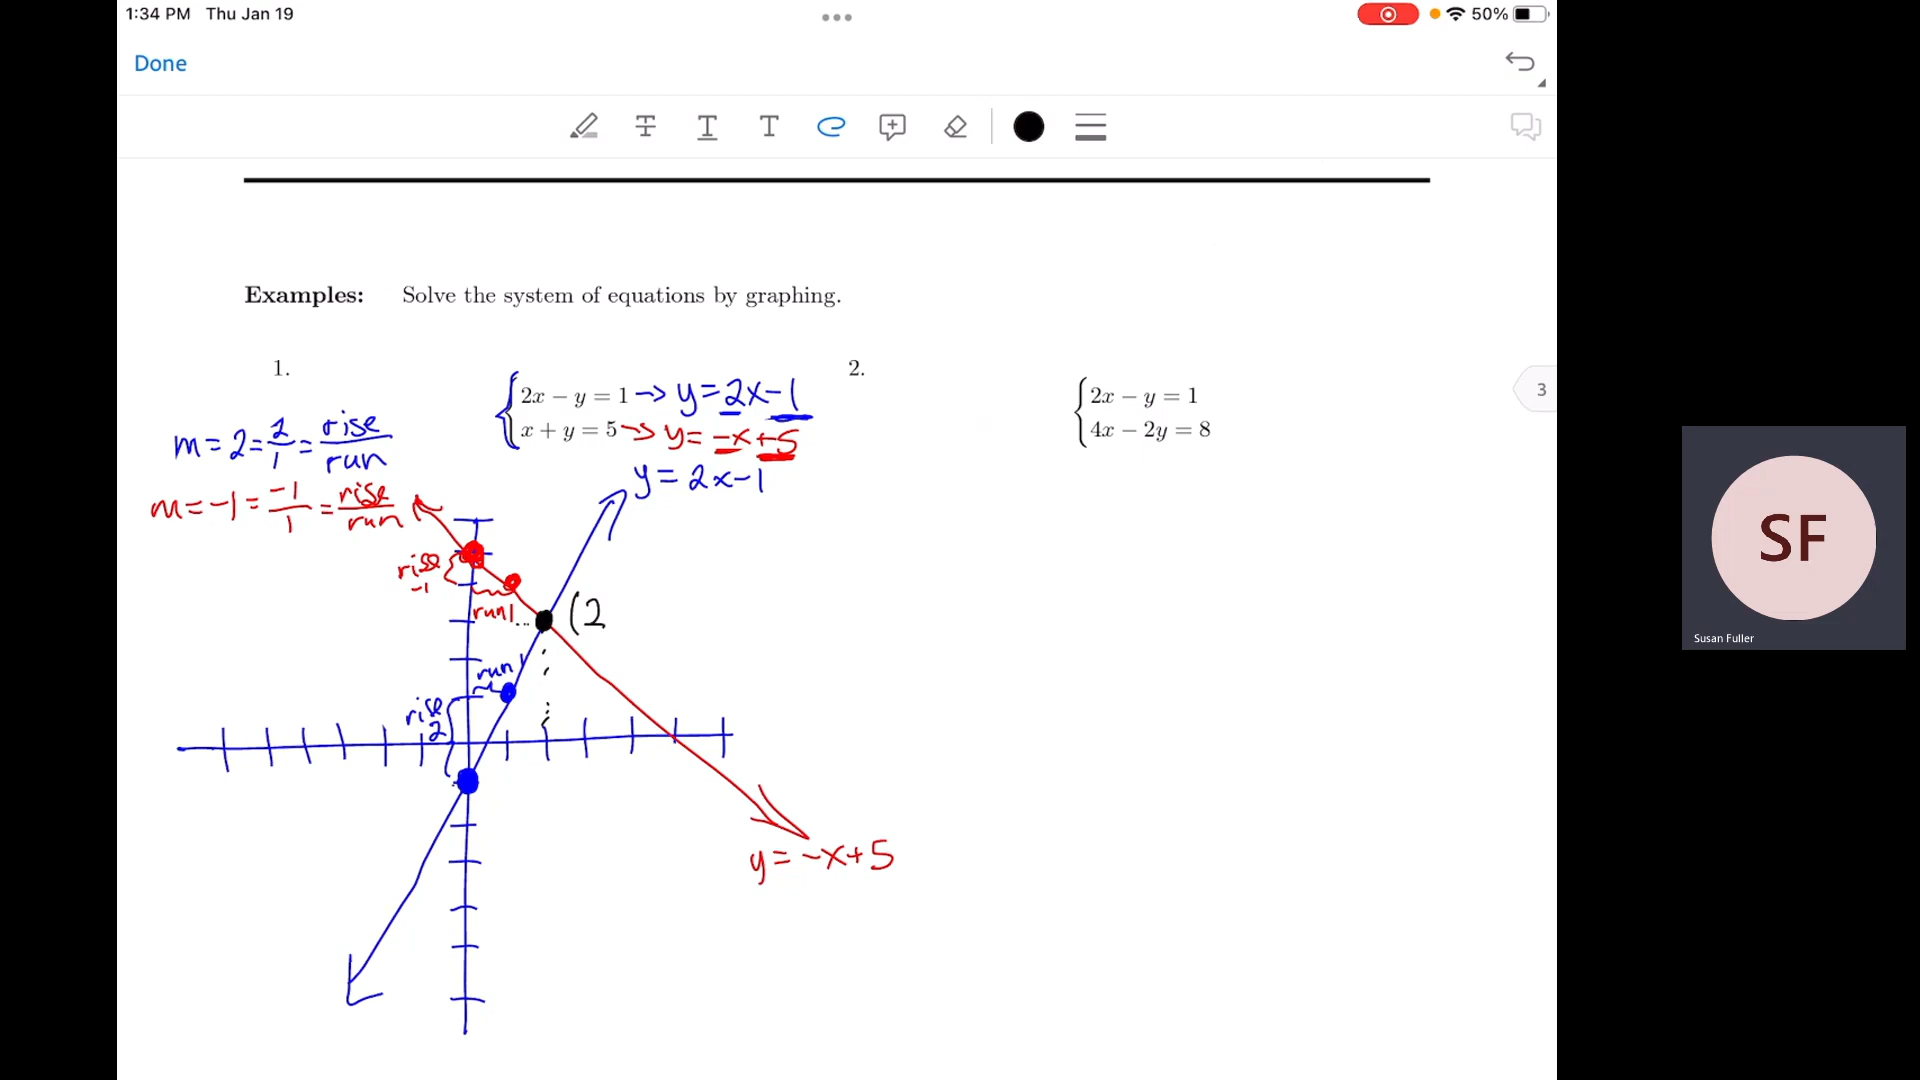 1:34 PM Thu Jan 19
50%
Done
T T T
3
Examples: Solve the system of equations by graphing.
1.
{2x − y = 1 → y = 2x − 1
x + y = 5 → y = −x + 5
m = 2 = 2/1 = rise/run
m = −1 = −1/1 = rise/run
y = 2x − 1
rise −1
run 1
(2
run 1
rise 2
y = −x + 5
2.
{2x − y = 1
4x − 2y = 8
SF
Susan Fuller